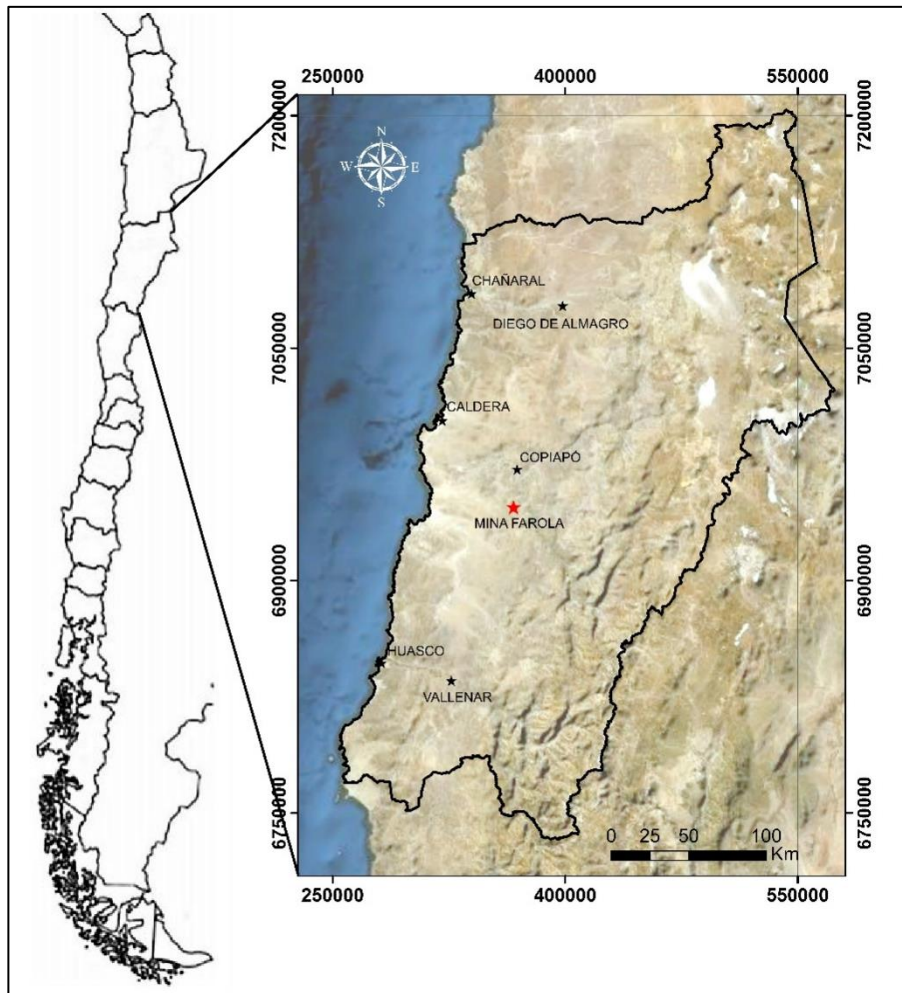 250000 400000 550000
7200000 7200000
N
W E
S
CHAÑARAL
DIEGO DE ALMAGRO
7050000 7050000
CALDERA
COPIAPÓ
MINA FAROLA
6900000 6900000
HUASCO
VALLENAR
6750000 6750000
0 25 50 100
Km
250000 400000 550000